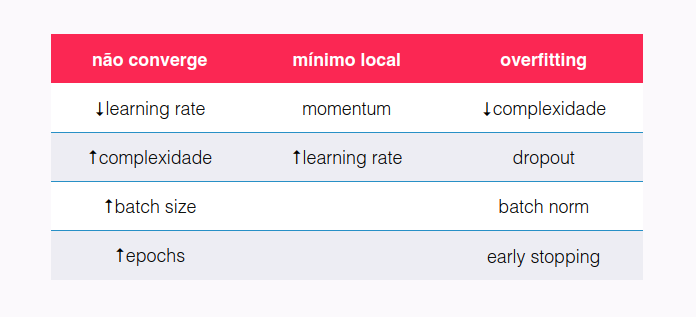 não converge mínimo local overfitting
↓learning rate momentum ↓complexidade
↑complexidade ↑learning rate dropout
↑batch size batch norm
↑epochs early stopping